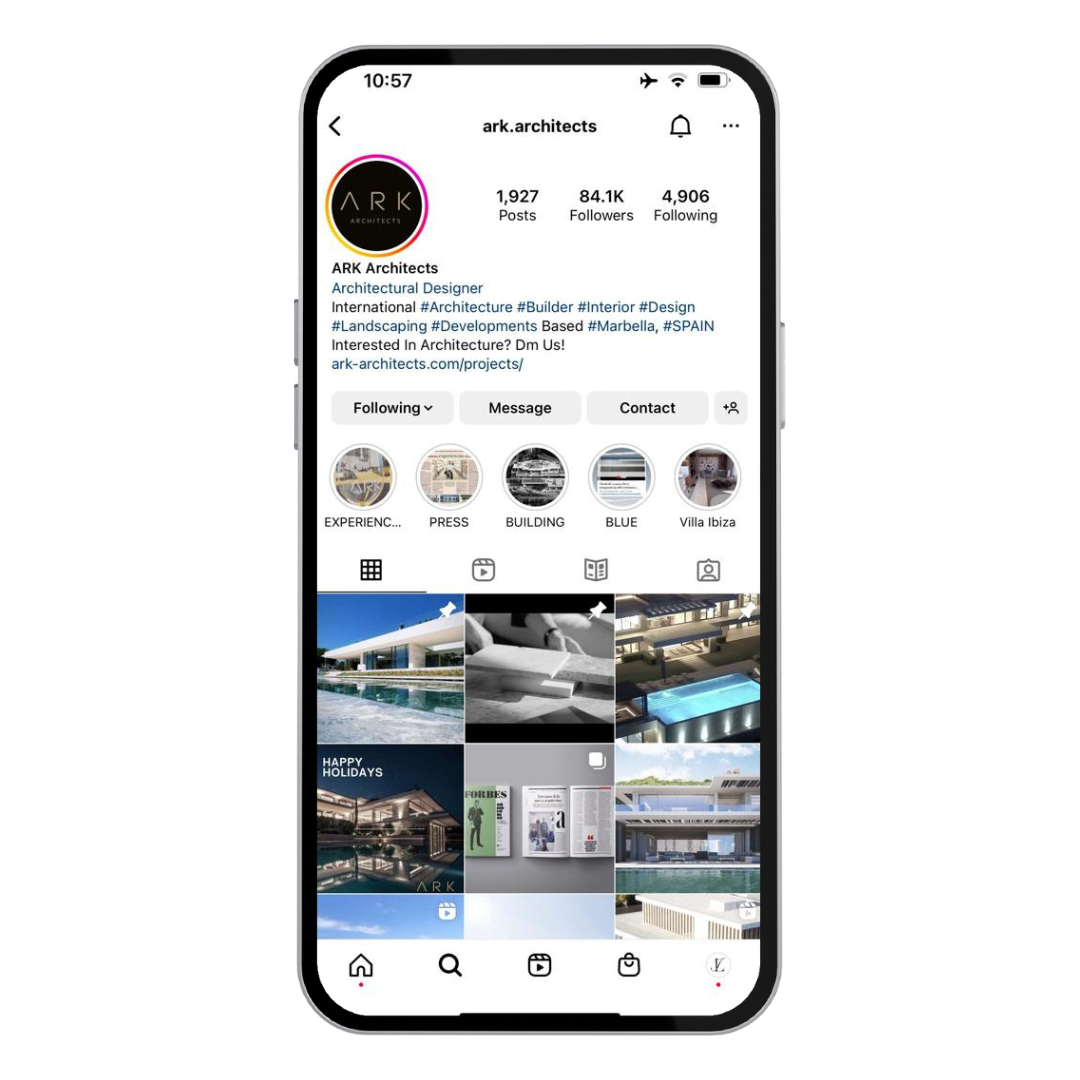 10:57
ark.architects
ARK
ARCHITECTS
1,927 84.1K 4,906
Posts Followers Following
ARK Architects
Architectural Designer
International #Architecture #Builder #Interior #Design
#Landscaping #Developments Based #Marbella, #SPAIN
Interested In Architecture? Dm Us!
ark-architects.com/projects/
Following Message Contact
EXPERIENC... PRESS BUILDING BLUE Villa Ibiza
HAPPY
HOLIDAYS
FORBES
ARK